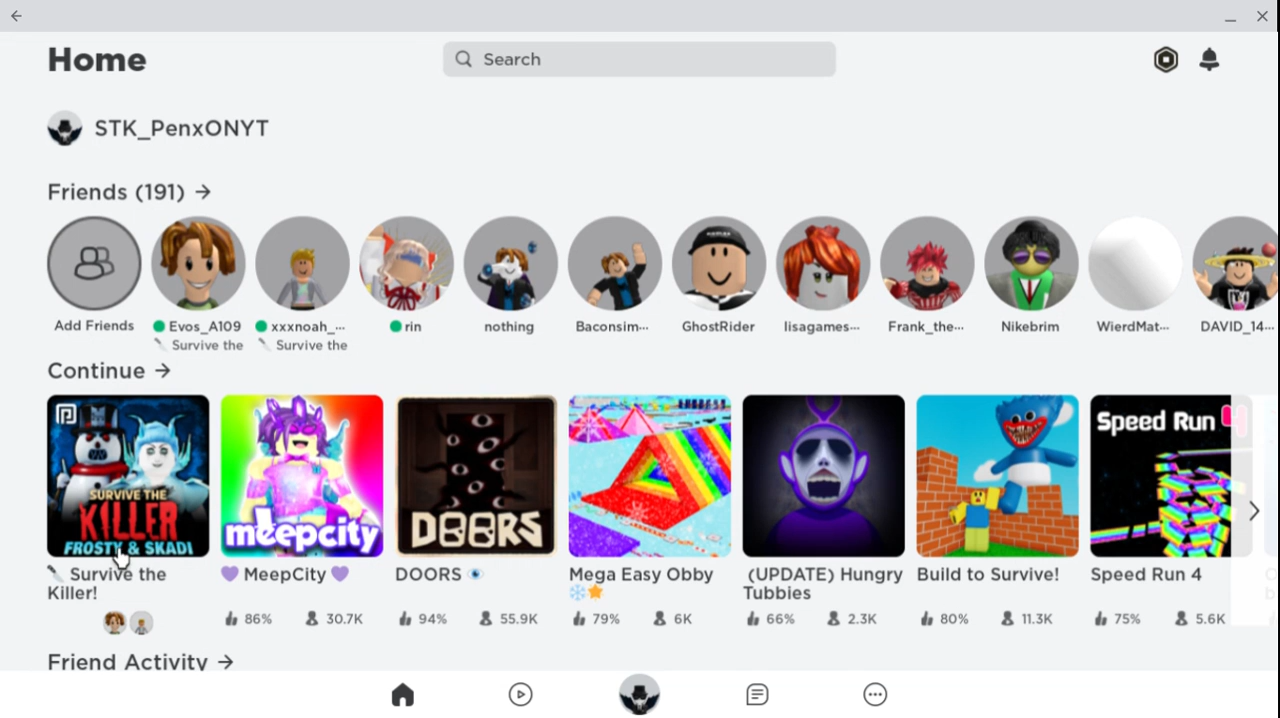 Home
Search
STK_PenxONYT
Friends (191) →
Add Friends
Evos_A109
xxxnoah_...
rin
nothing
Baconsim...
GhostRider
lisagames...
Frank_the...
Nikebrim
WierdMat...
DAVID_14...
🔪 Survive the
🔪 Survive the
Continue →
SURVIVE THE
KILLER
FROSTY & SKADI
meepcity
DOORS
Speed Run 4
🔪 Survive the
Killer!
💜 MeepCity 💜
DOORS 👁️
Mega Easy Obby
❄️⭐
(UPDATE) Hungry
Tubbies
Build to Survive!
Speed Run 4
86% 30.7K
94% 55.9K
79% 6K
66% 2.3K
80% 11.3K
75% 5.6K
Friend Activity →